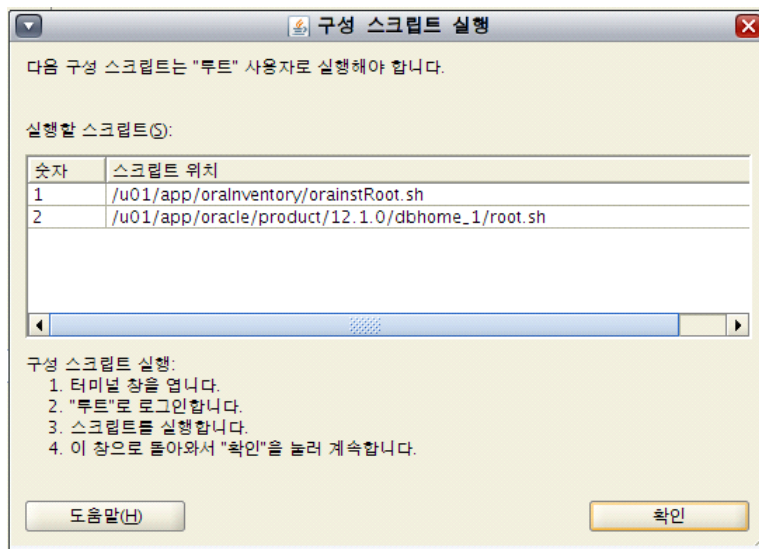 구성 스크립트 실행
다음 구성 스크립트는 "루트" 사용자로 실행해야 합니다.
실행할 스크립트(S):
숫자 스크립트 위치
1 /u01/app/oraInventory/orainstRoot.sh
2 /u01/app/oracle/product/12.1.0/dbhome_1/root.sh
구성 스크립트 실행:
1. 터미널 창을 엽니다.
2. "루트"로 로그인합니다.
3. 스크립트를 실행합니다.
4. 이 창으로 돌아와서 "확인"을 눌러 계속합니다.
도움말(H) 확인